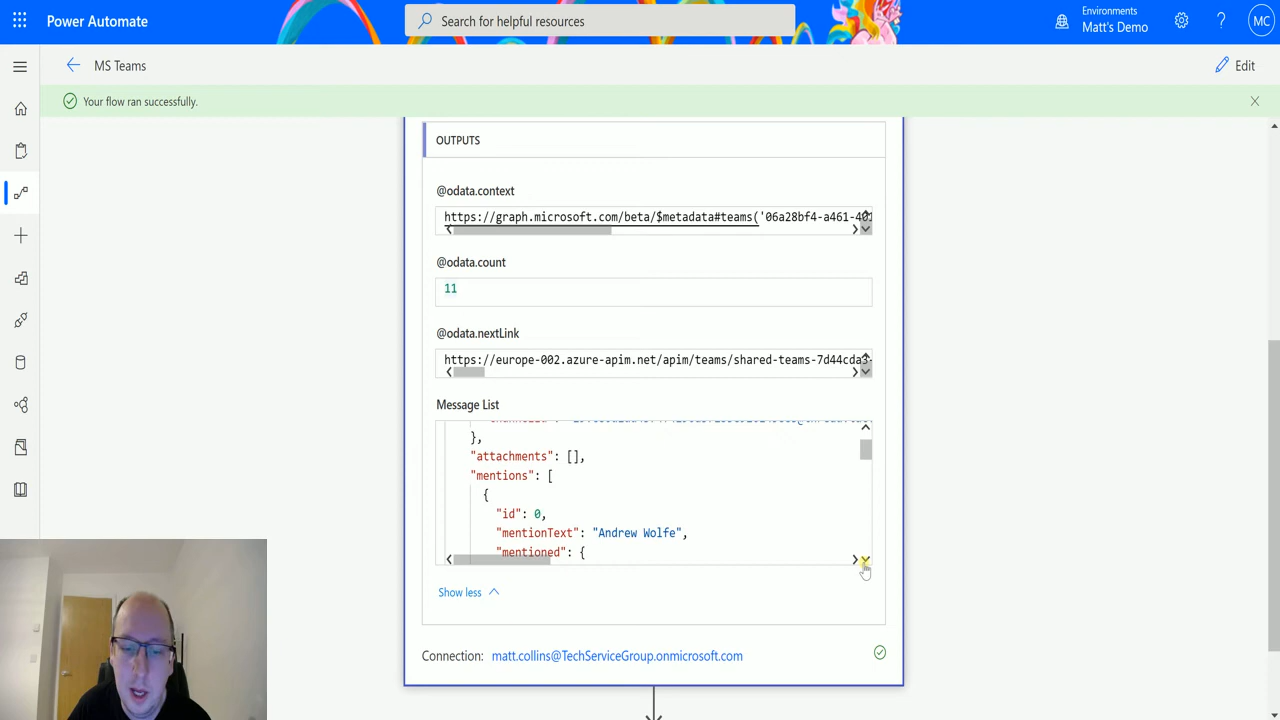 Power Automate
Search for helpful resources
Environments
Matt's Demo
?
MC
MS Teams
Edit
Your flow ran successfully.
OUTPUTS
@odata.context
https://graph.microsoft.com/beta/$metadata#teams('06a28bf4-a461-401
@odata.count
11
@odata.nextLink
https://europe-002.azure-apim.net/apim/teams/shared-teams-7d44cda3-
Message List
},
"attachments": [],
"mentions": [
{
"id": 0,
"mentionText": "Andrew Wolfe",
"mentioned": {
Show less
Connection: matt.collins@TechServiceGroup.onmicrosoft.com